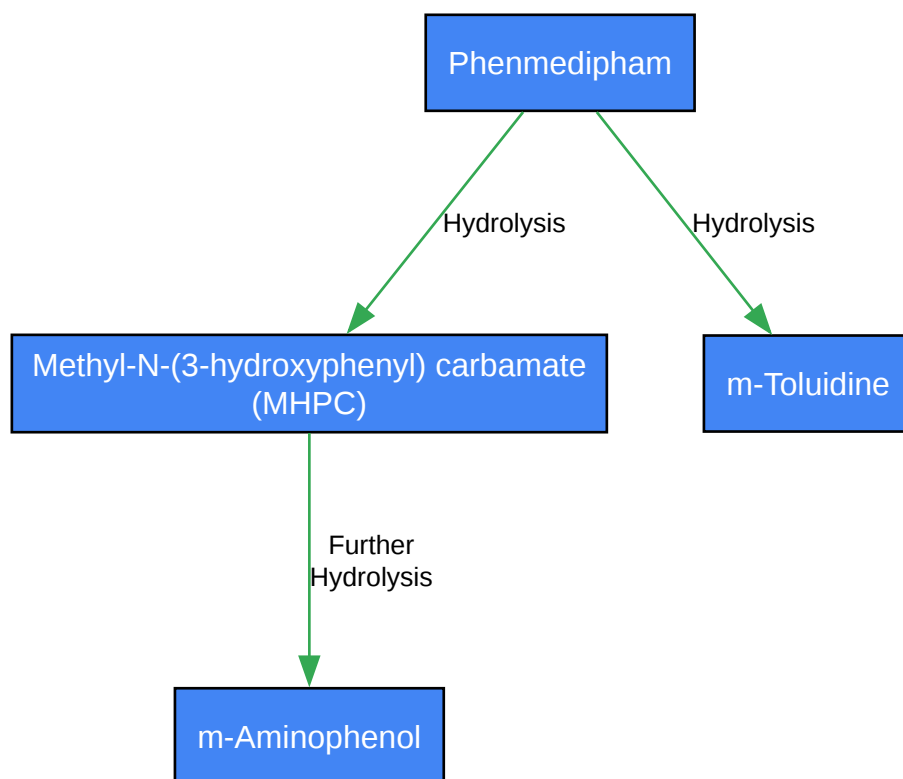 Phenmedipham
Hydrolysis
Hydrolysis
Methyl-N-(3-hydroxyphenyl) carbamate
(MHPC)
m-Toluidine
Further
Hydrolysis
m-Aminophenol